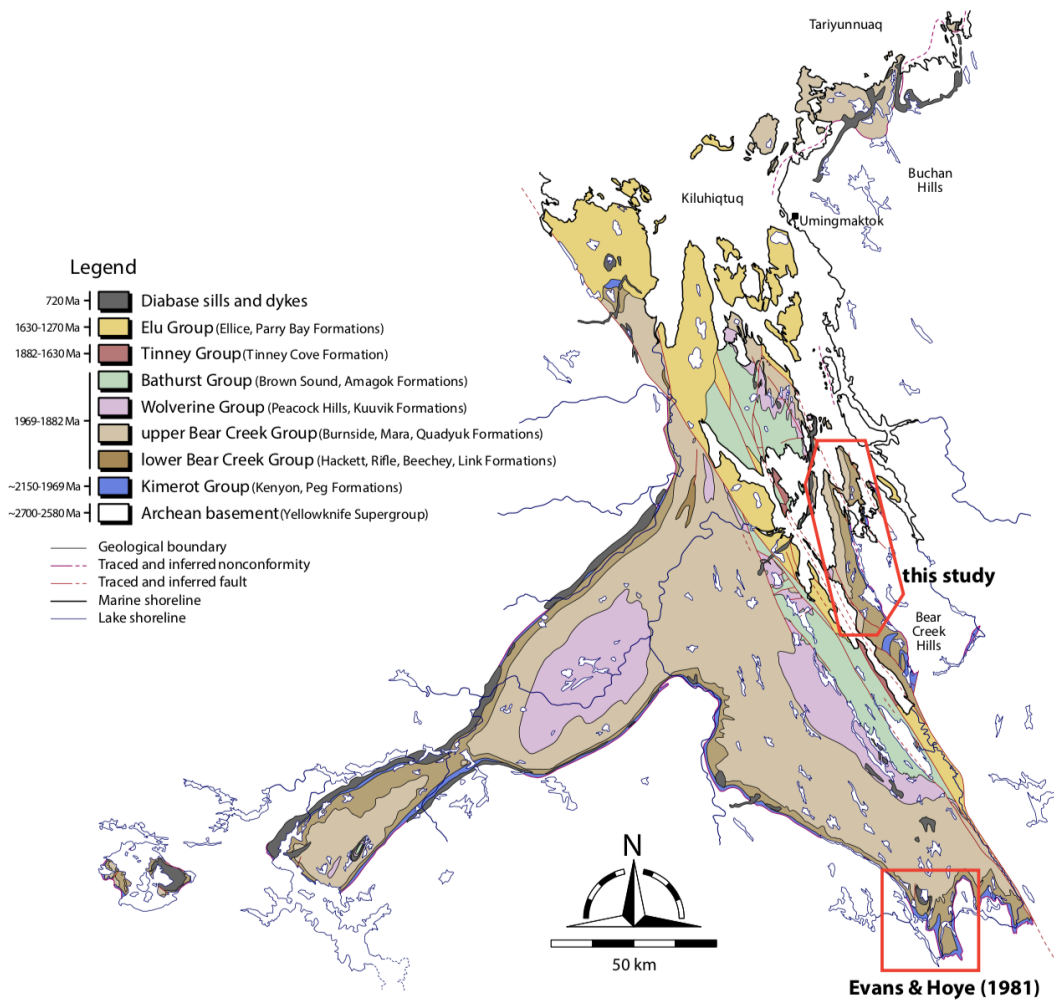 Tariyunnuaq
Buchan
Hills
Kiluhiqtuq
Umingmaktok
Legend
720 Ma Diabase sills and dykes
1630-1270 Ma Elu Group (Ellice, Parry Bay Formations)
1882-1630 Ma Tinney Group (Tinney Cove Formation)
Bathurst Group (Brown Sound, Amagok Formations)
1969-1882 Ma Wolverine Group (Peacock Hills, Kuuvik Formations)
upper Bear Creek Group (Burnside, Mara, Quadyuk Formations)
lower Bear Creek Group (Hackett, Rifle, Beechey, Link Formations)
~2150-1969 Ma Kimerot Group (Kenyon, Peg Formations)
~2700-2580 Ma Archean basement (Yellowknife Supergroup)
Geological boundary
Traced and inferred nonconformity
Traced and inferred fault
Marine shoreline
Lake shoreline
this study
Bear
Creek
Hills
N
50 km
Evans & Hoye (1981)